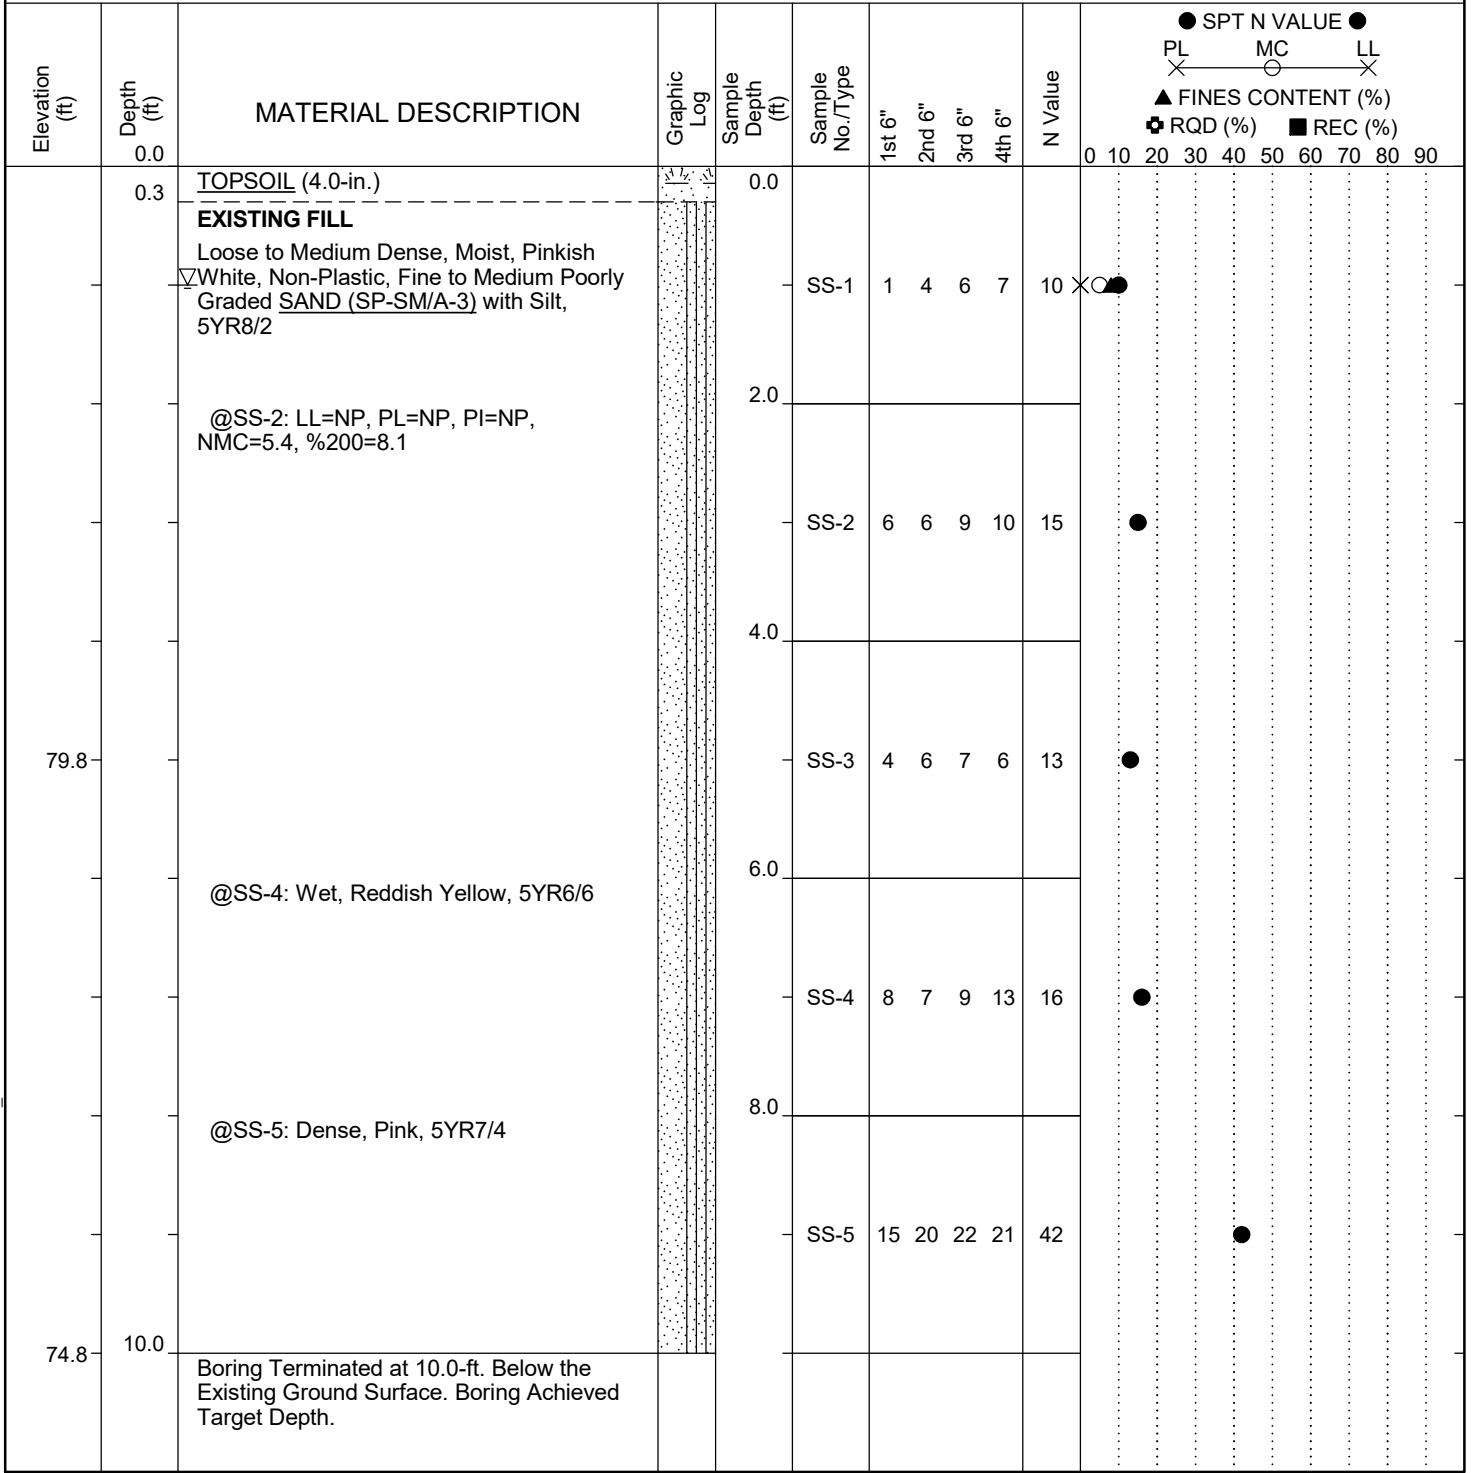 ● SPT N VALUE ●
PL MC LL
▲ FINES CONTENT (%)
RQD (%) ■ REC (%)
Elevation (ft)
Depth (ft)
0.0
MATERIAL DESCRIPTION
Graphic Log
Sample Depth (ft)
Sample No./Type
1st 6"
2nd 6"
3rd 6"
4th 6"
N Value
0 10 20 30 40 50 60 70 80 90
0.3
TOPSOIL (4.0-in.)
0.0
EXISTING FILL
Loose to Medium Dense, Moist, Pinkish
White, Non-Plastic, Fine to Medium Poorly
Graded SAND (SP-SM/A-3) with Silt,
5YR8/2
SS-1 1 4 6 7 10
2.0
@SS-2: LL=NP, PL=NP, PI=NP,
NMC=5.4, %200=8.1
SS-2 6 6 9 10 15
4.0
79.8
SS-3 4 6 7 6 13
6.0
@SS-4: Wet, Reddish Yellow, 5YR6/6
SS-4 8 7 9 13 16
8.0
@SS-5: Dense, Pink, 5YR7/4
SS-5 15 20 22 21 42
74.8
10.0
Boring Terminated at 10.0-ft. Below the
Existing Ground Surface. Boring Achieved
Target Depth.